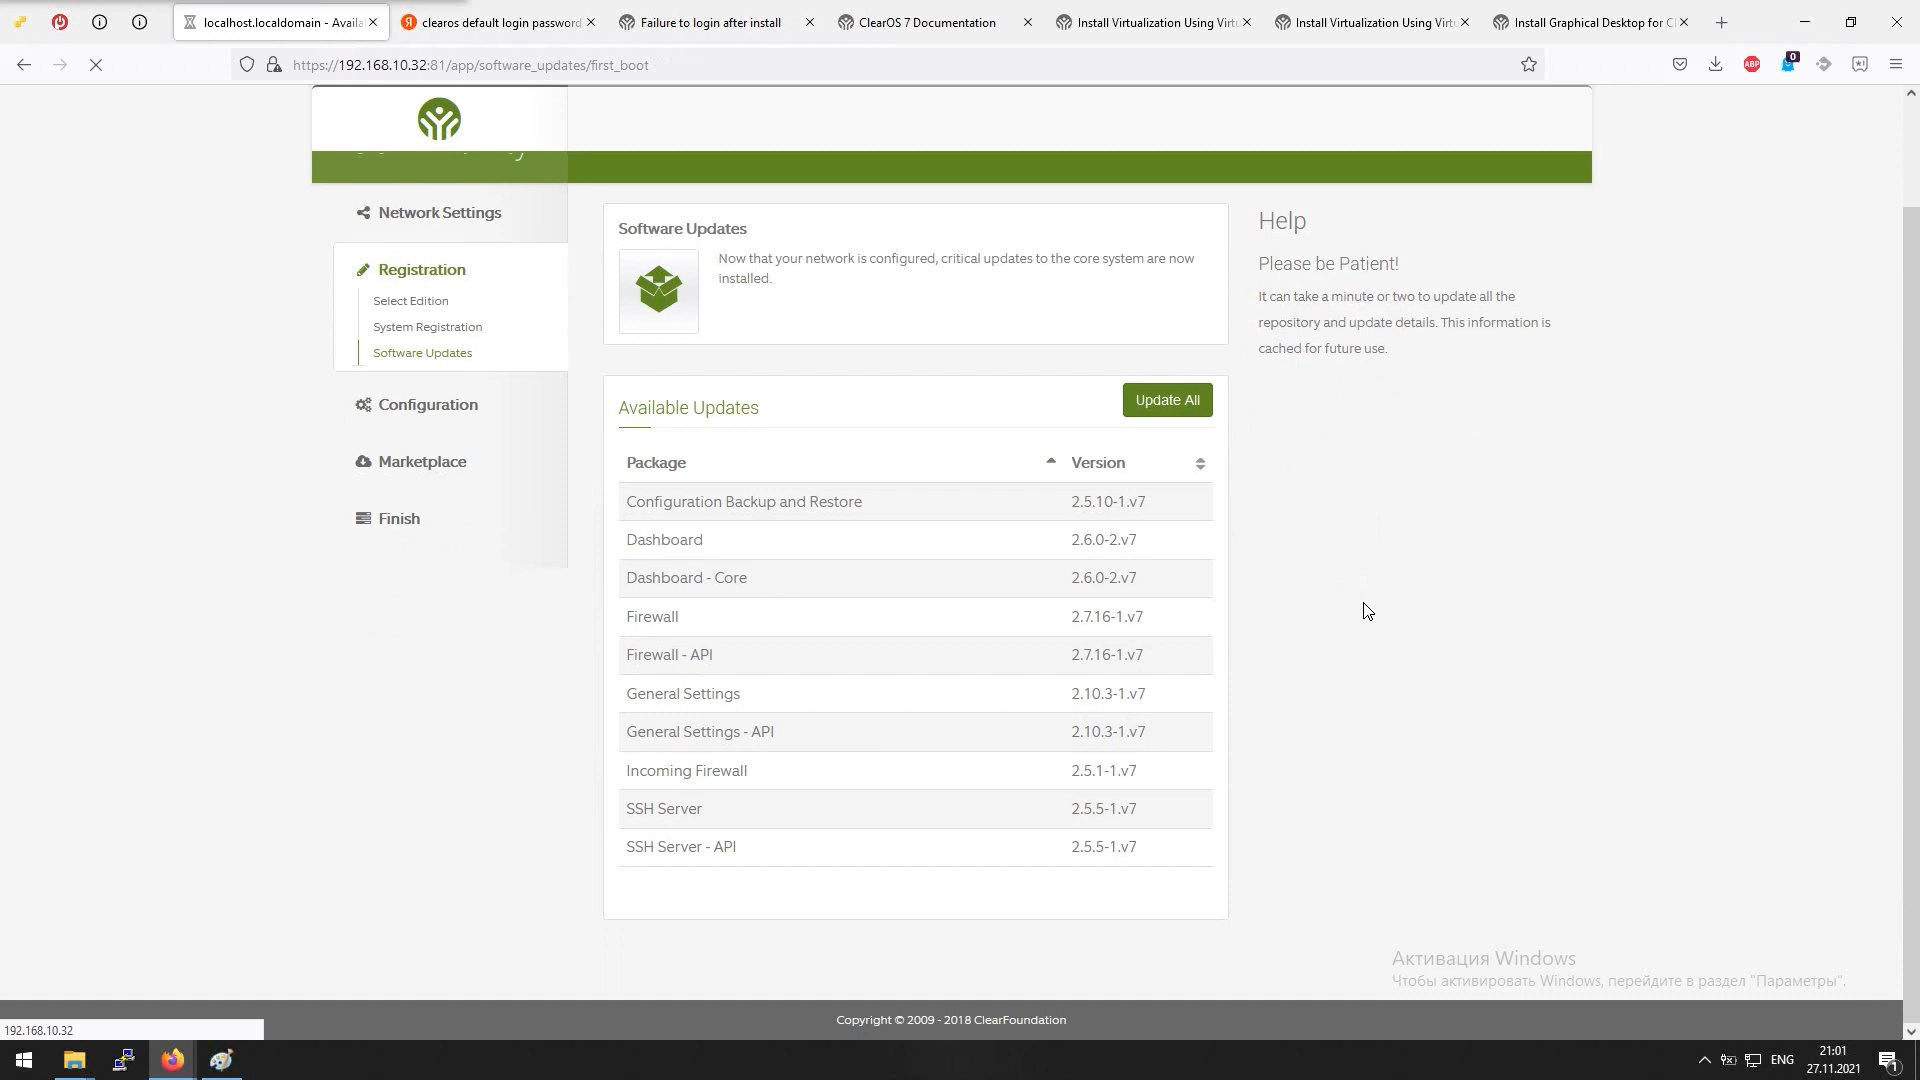 localhost.localdomain - Availa
clearos default login password
Failure to login after install
ClearOS 7 Documentation
Install Virtualization Using Virtu
Install Virtualization Using Virtu
Install Graphical Desktop for C
https://192.168.10.32:81/app/software_updates/first_boot
ABP
0
Network Settings
Registration
Select Edition
System Registration
Software Updates
Configuration
Marketplace
Finish
Software Updates
Now that your network is configured, critical updates to the core system are now
installed.
Available Updates
Update All
Package Version
Configuration Backup and Restore 2.5.10-1.v7
Dashboard 2.6.0-2.v7
Dashboard - Core 2.6.0-2.v7
Firewall 2.7.16-1.v7
Firewall - API 2.7.16-1.v7
General Settings 2.10.3-1.v7
General Settings - API 2.10.3-1.v7
Incoming Firewall 2.5.1-1.v7
SSH Server 2.5.5-1.v7
SSH Server - API 2.5.5-1.v7
Help
Please be Patient!
It can take a minute or two to update all the
repository and update details. This information is
cached for future use.
Активация Windows
Чтобы активировать Windows, перейдите в раздел "Параметры".
Copyright © 2009 - 2018 ClearFoundation
192.168.10.32
ENG
21:01
27.11.2021
1